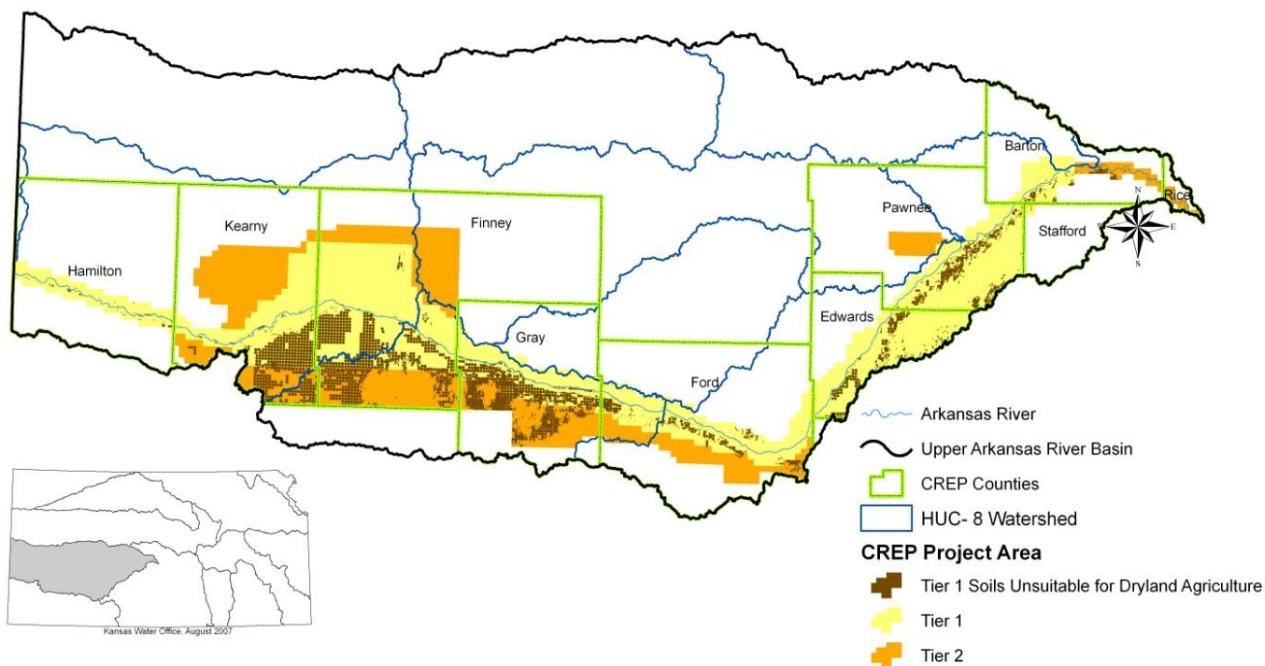 Barton
Rice
N
E
S
Pawnee
Stafford
Kearny
Finney
Hamilton
Edwards
Gray
Ford
Arkansas River
Upper Arkansas River Basin
CREP Counties
HUC- 8 Watershed
CREP Project Area
Tier 1 Soils Unsuitable for Dryland Agriculture
Tier 1
Tier 2
Kansas Water Office, August 2007